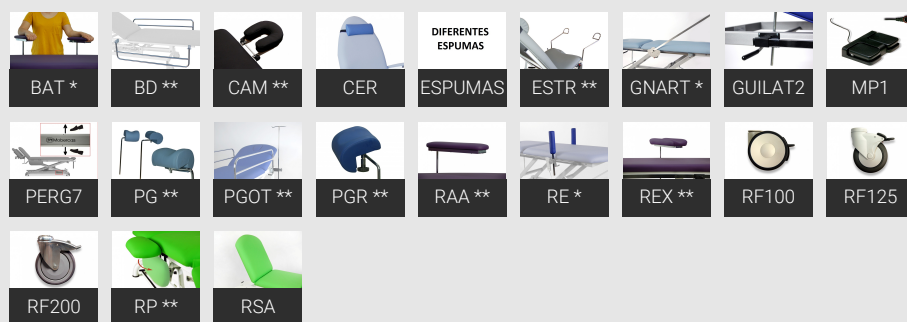 DIFERENTES
ESPUMAS
BAT *
BD **
CAM **
CER
ESPUMAS
ESTR **
GNART *
GUILAT2
MP1
PERG7
PG **
PGOT **
PGR **
RAA **
RE *
REX **
RF100
RF125
RF200
RP **
RSA